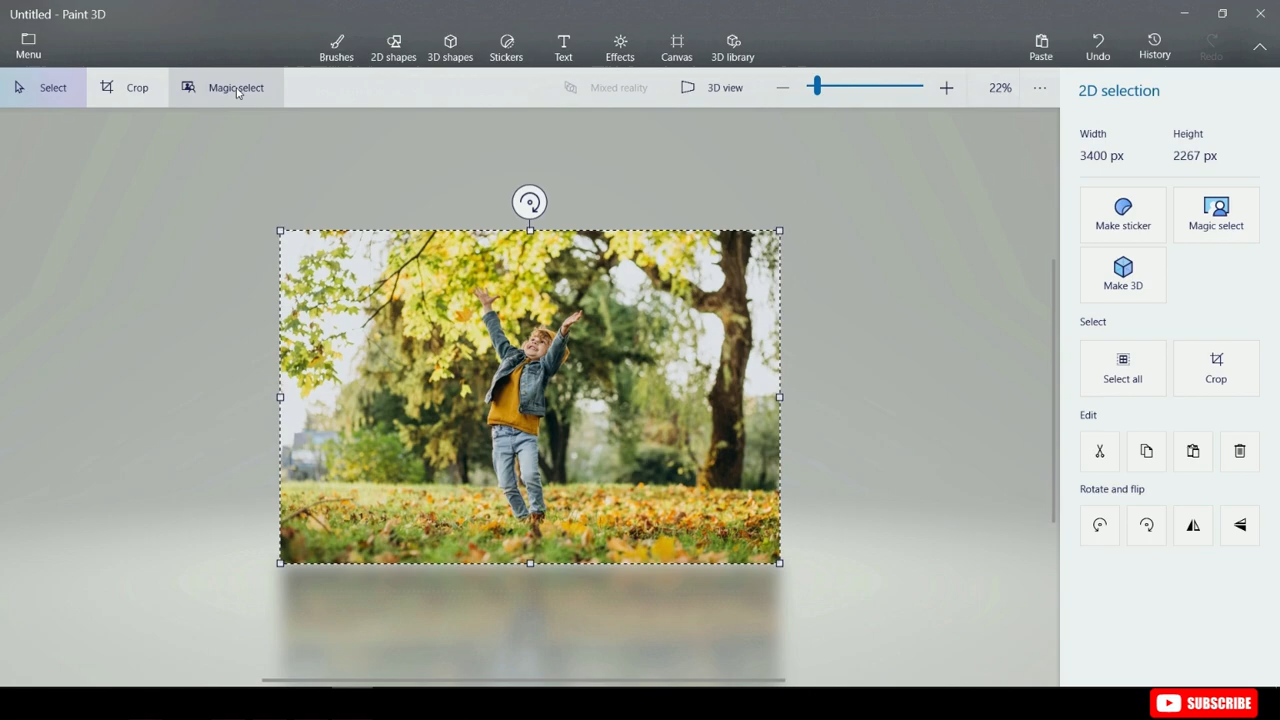 Untitled - Paint 3D
Menu
Brushes
2D shapes
3D shapes
Stickers
Text
Effects
Canvas
3D library
Paste
Undo
History
Redo
Select
Crop
Magic select
Mixed reality
3D view
22%
2D selection
Width
Height
3400 px
2267 px
Make sticker
Magic select
Make 3D
Select
Select all
Crop
Edit
Rotate and flip
SUBSCRIBE